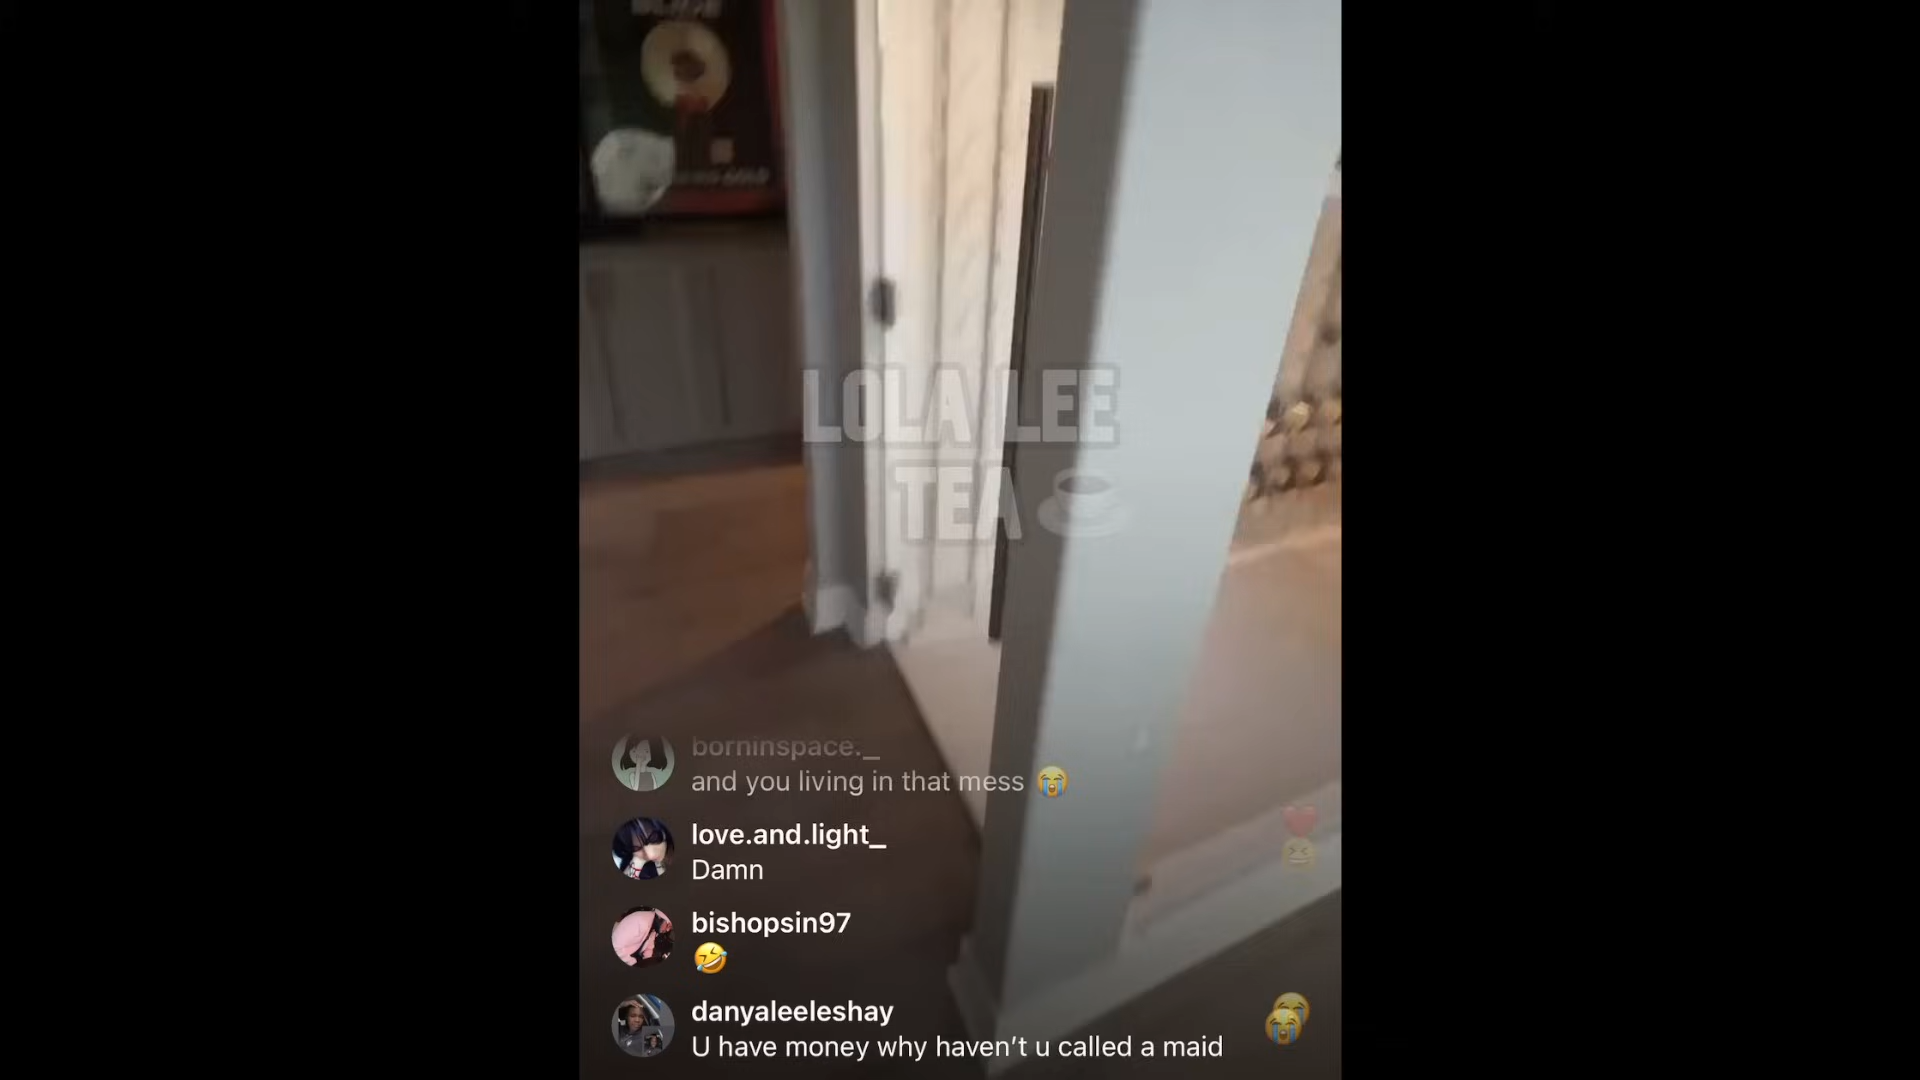 LOLA LEE
TEA
borninspace._
and you living in that mess 😭
love.and.light_
Damn
bishopsin97
🤣
danyaleeleshay
U have money why haven't u called a maid